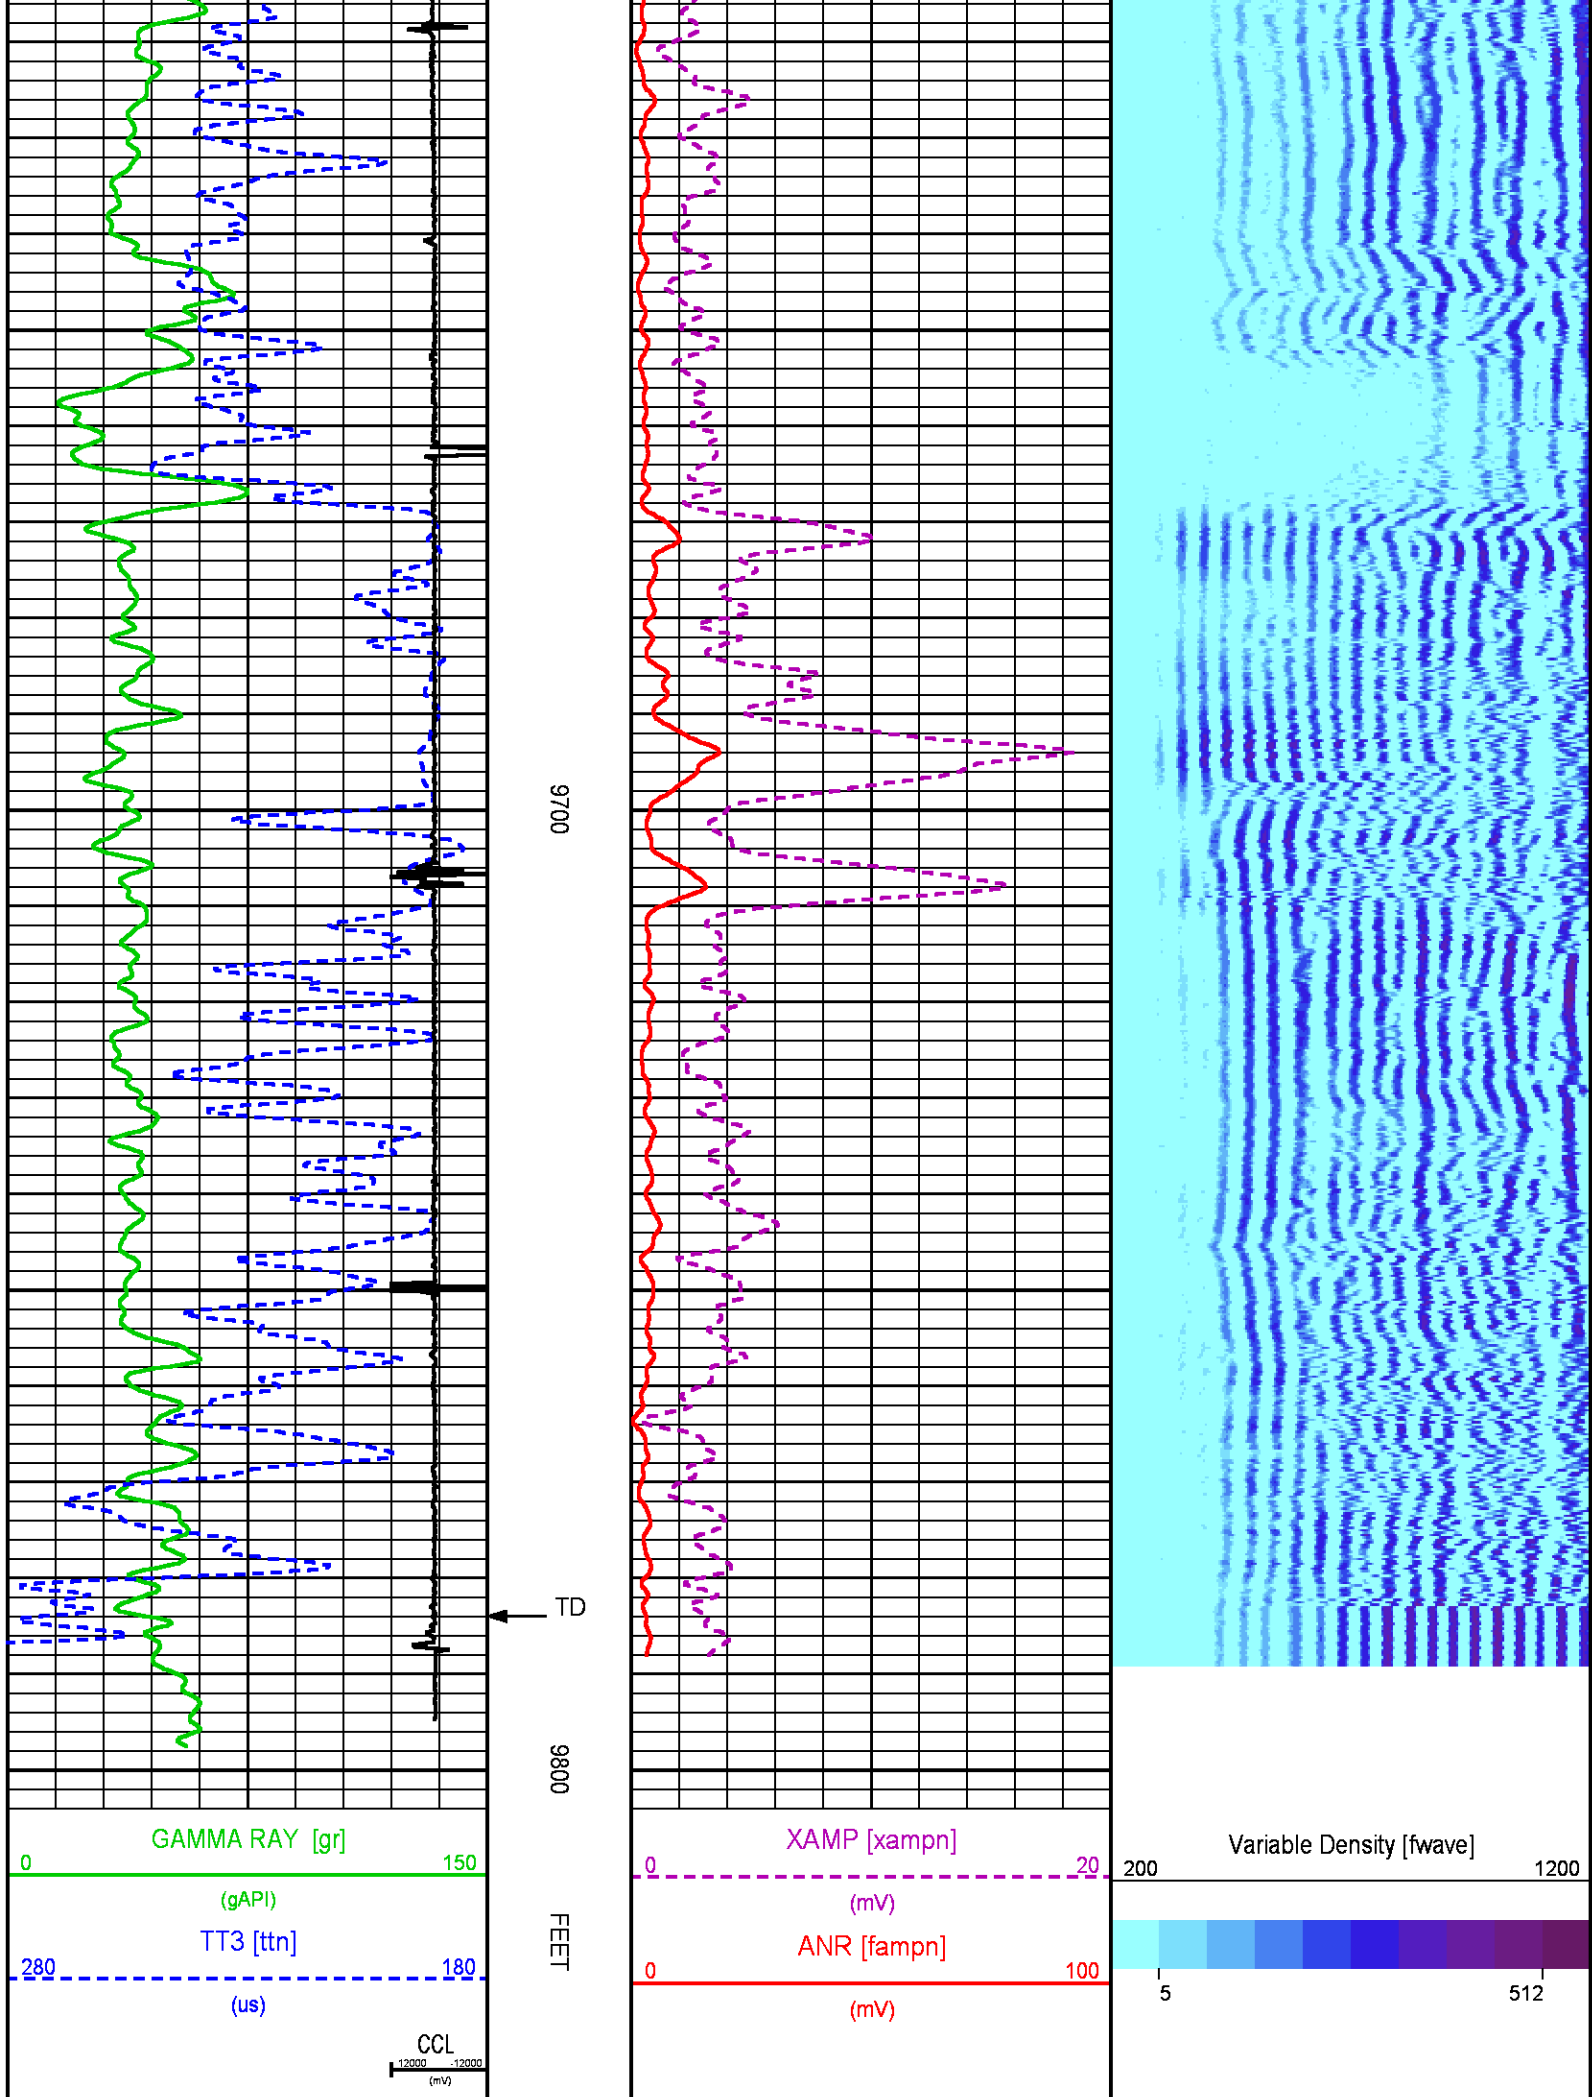 9700
TD
9800
FEET
GAMMA RAY [gr]
0 150
(gAPI)
TT3 [ttn]
280 180
(us)
CCL
12000 -12000
(mV)
XAMP [xampn]
0 20
(mV)
ANR [fampn]
0 100
(mV)
Variable Density [fwave]
200 1200
5 512